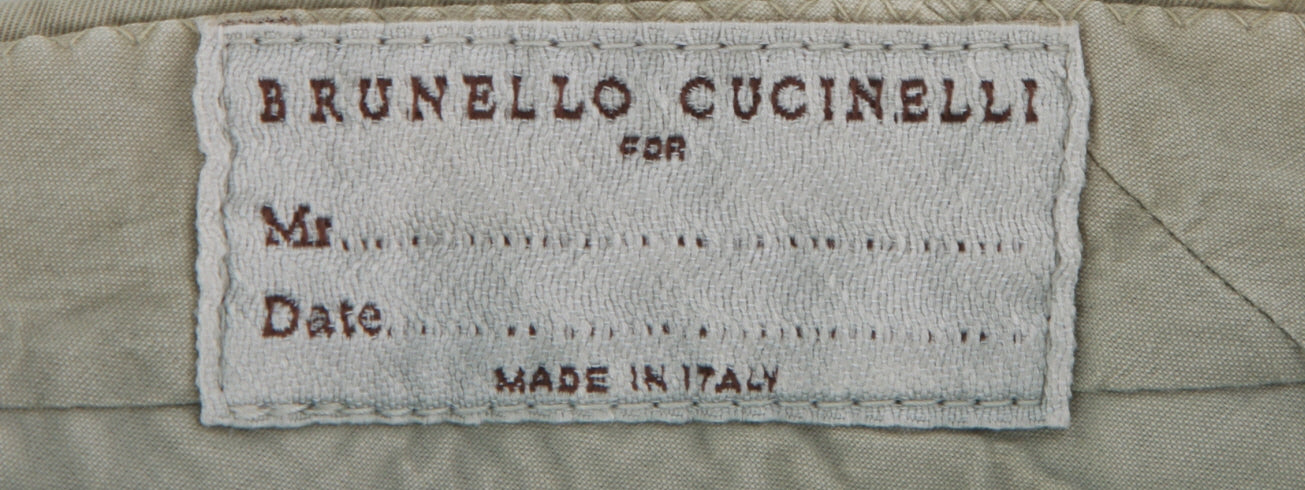 BRUNELLO CUCINELLI
FOR
Mr..............................
Date..............................
MADE IN ITALY